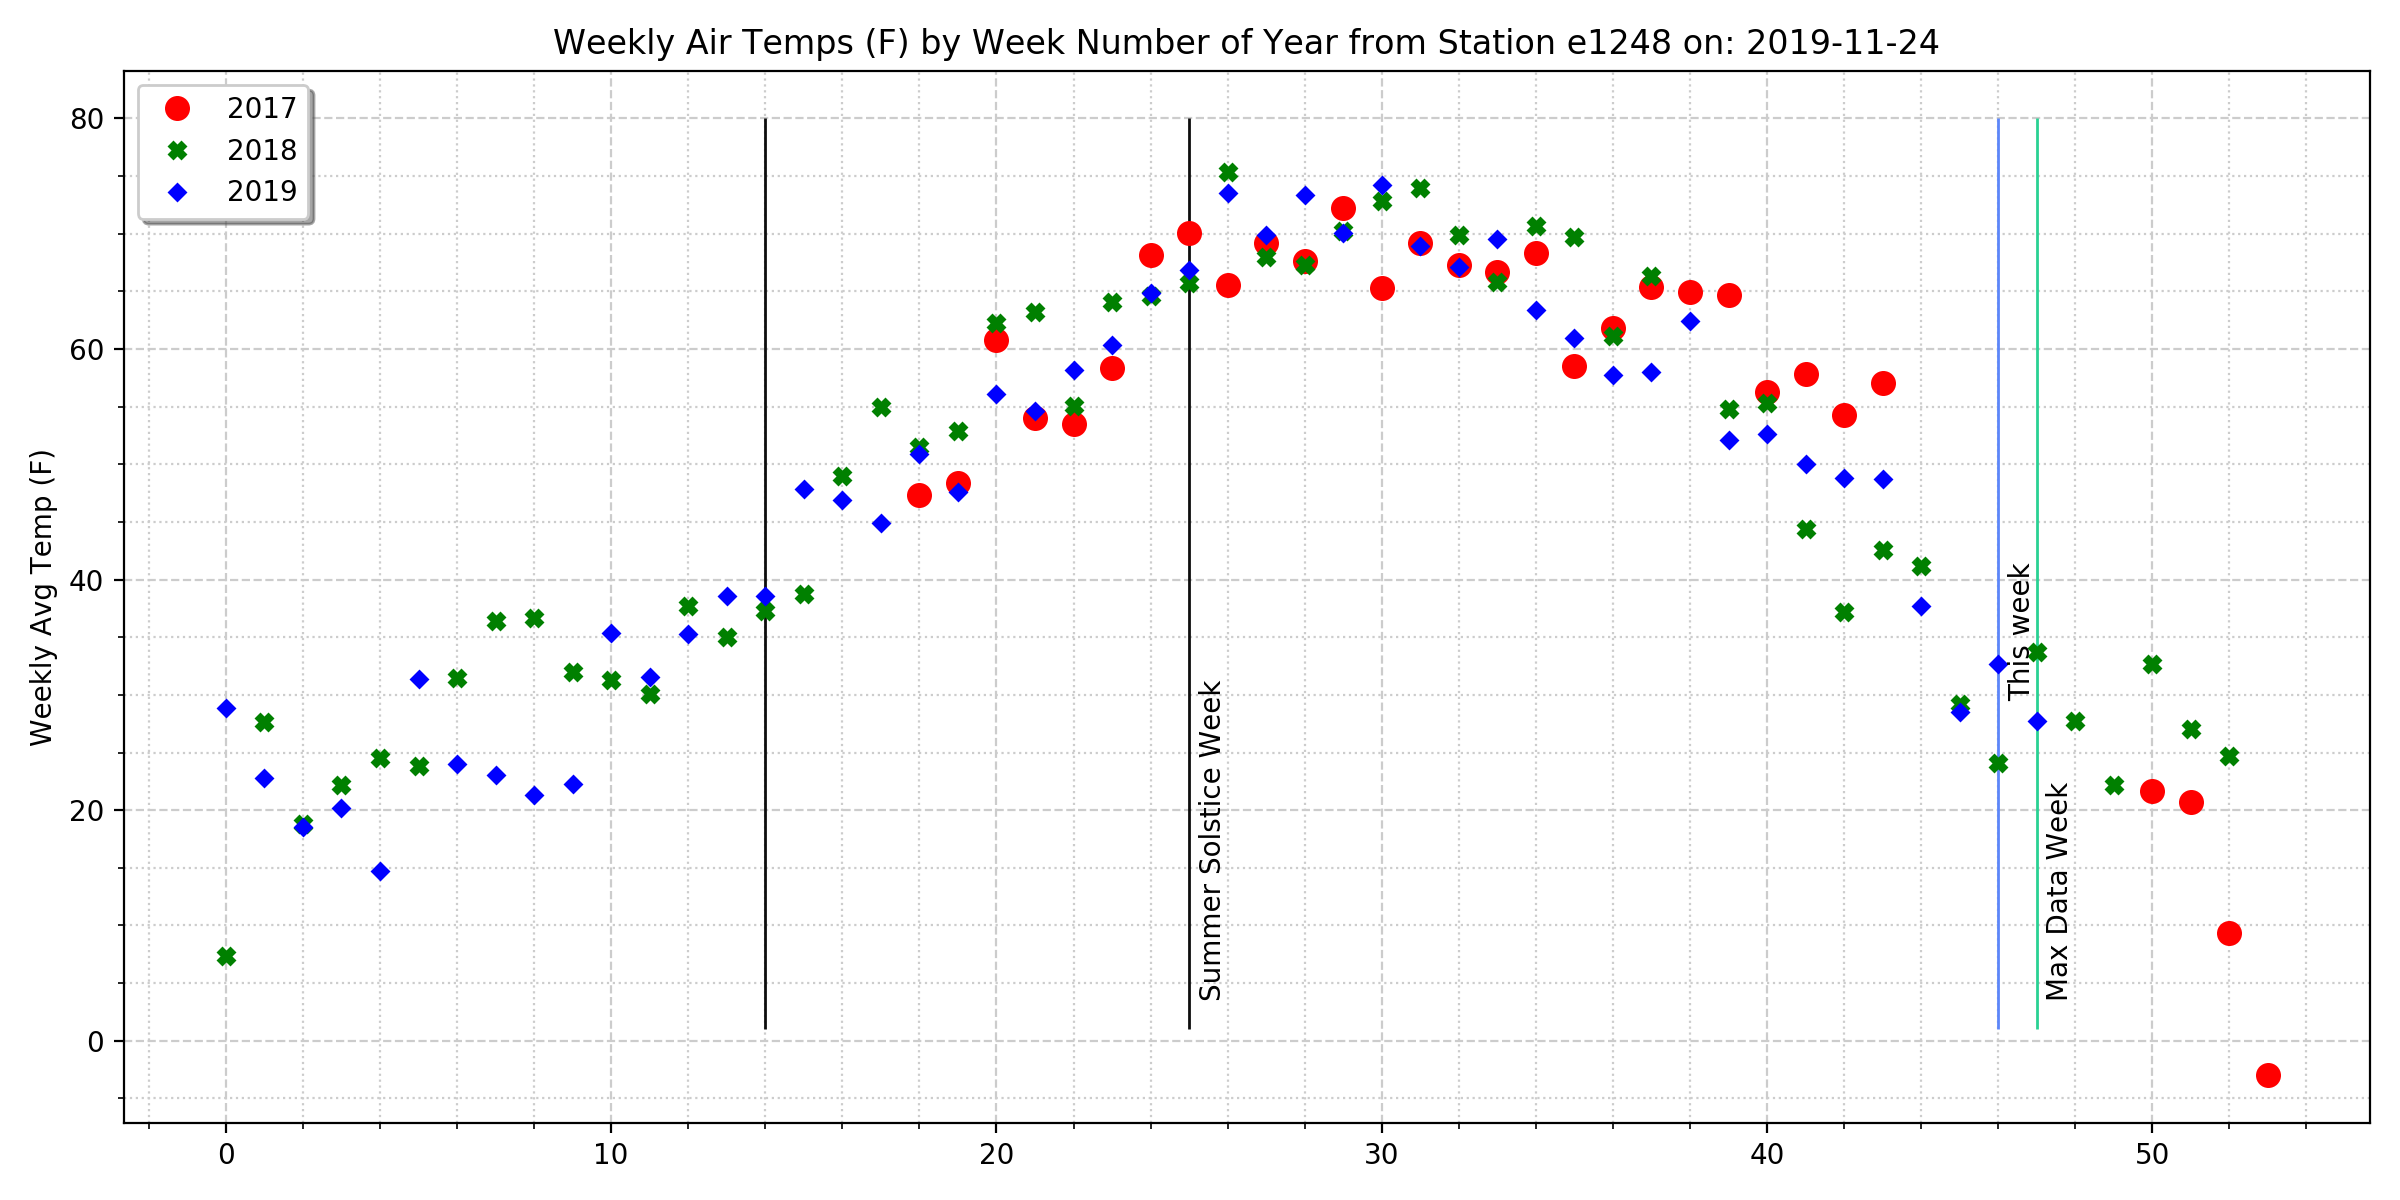 Weekly Air Temps (F) by Week Number of Year from Station e1248 on: 2019-11-24
2017
2018
2019
80
60
40
20
0
Weekly Avg Temp (F)
Summer Solstice Week
This week
Max Data Week
0
10
20
30
40
50